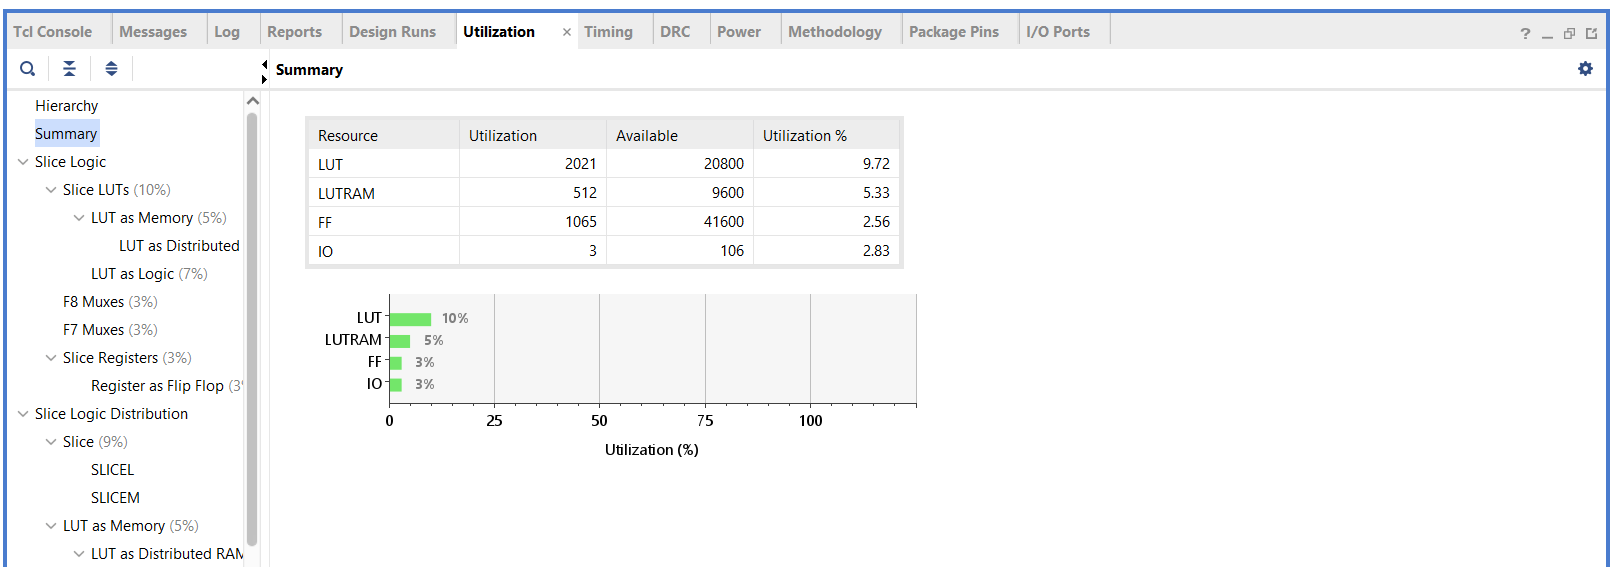 Tcl Console Messages Log Reports Design Runs Utilization × Timing DRC Power Methodology Package Pins I/O Ports ?
Summary
Hierarchy
Summary
Slice Logic
Slice LUTs (10%)
LUT as Memory (5%)
LUT as Distributed
LUT as Logic (7%)
F8 Muxes (3%)
F7 Muxes (3%)
Slice Registers (3%)
Register as Flip Flop (3
Slice Logic Distribution
Slice (9%)
SLICEL
SLICEM
LUT as Memory (5%)
LUT as Distributed RAM
Resource Utilization Available Utilization %
LUT 2021 20800 9.72
LUTRAM 512 9600 5.33
FF 1065 41600 2.56
IO 3 106 2.83
LUT 10%
LUTRAM 5%
FF 3%
IO 3%
0 25 50 75 100
Utilization (%)